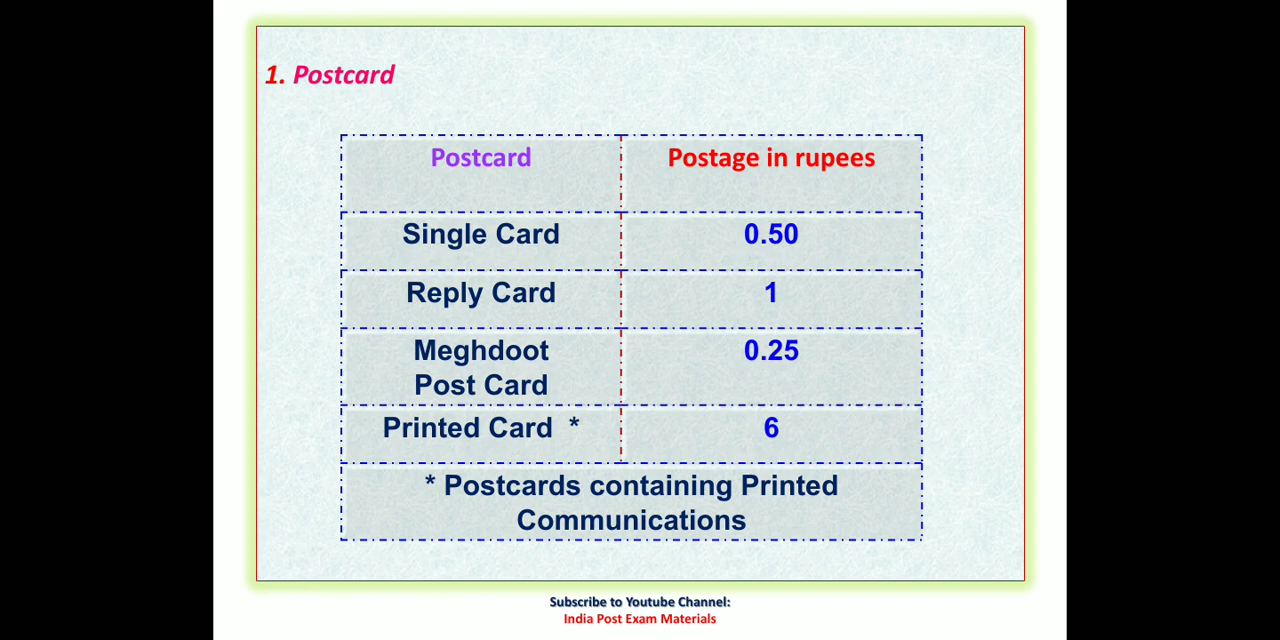 1. Postcard
Postcard Postage in rupees
Single Card 0.50
Reply Card 1
Meghdoot 0.25
Post Card
Printed Card * 6
* Postcards containing Printed
Communications
Subscribe to Youtube Channel:
India Post Exam Materials